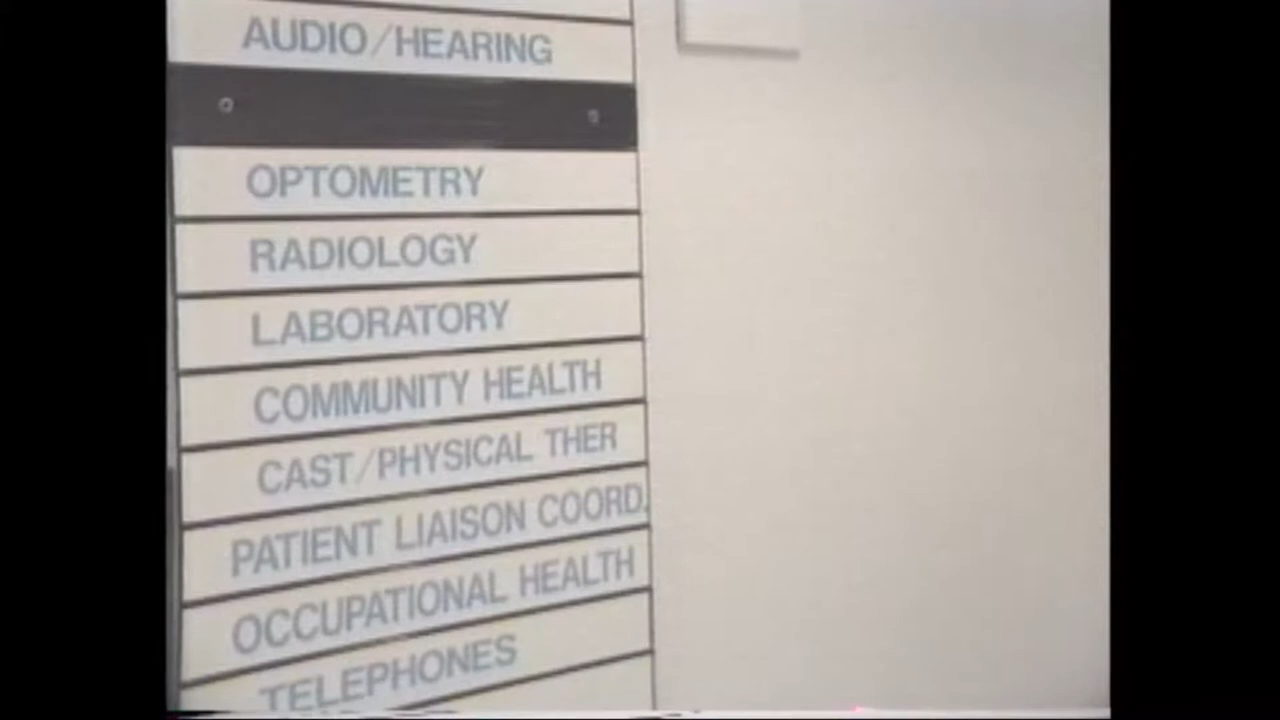 AUDIO/HEARING
OPTOMETRY
RADIOLOGY
LABORATORY
COMMUNITY HEALTH
CAST/PHYSICAL THER
PATIENT LIAISON COORD.
OCCUPATIONAL HEALTH
TELEPHONES